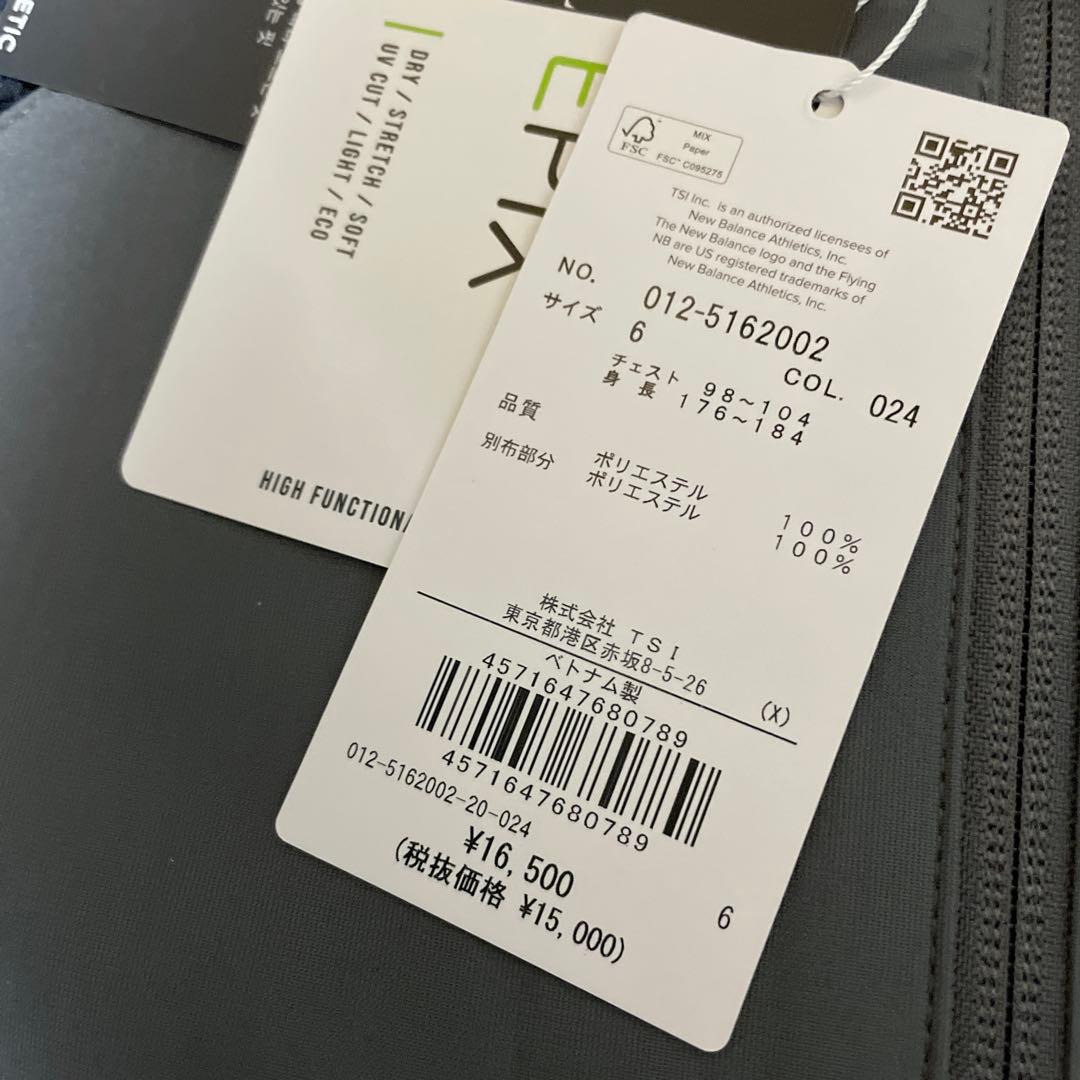 ETIC
DRY / STRETCH / SOFT
UV CUT / LIGHT / ECO
HIGH FUNCTION
FSC
MIX
Paper
FSC™ C095275
TSI Inc. is an authorized licensees of
New Balance Athletics, Inc.
The New Balance logo and the Flying
NB are US registered trademarks of
New Balance Athletics, Inc.
NO. 012-5162002
サイズ 6 COL. 024
チェスト 98~104
身長 176~184
品質 ポリエステル 100%
別布部分 ポリエステル 100%
株式会社 TSI
東京都港区赤坂8-5-26
ベトナム製 (X)
4571647680789
4571647680789
012-5162002-20-024
¥16,500
(税抜価格 ¥15,000)
6